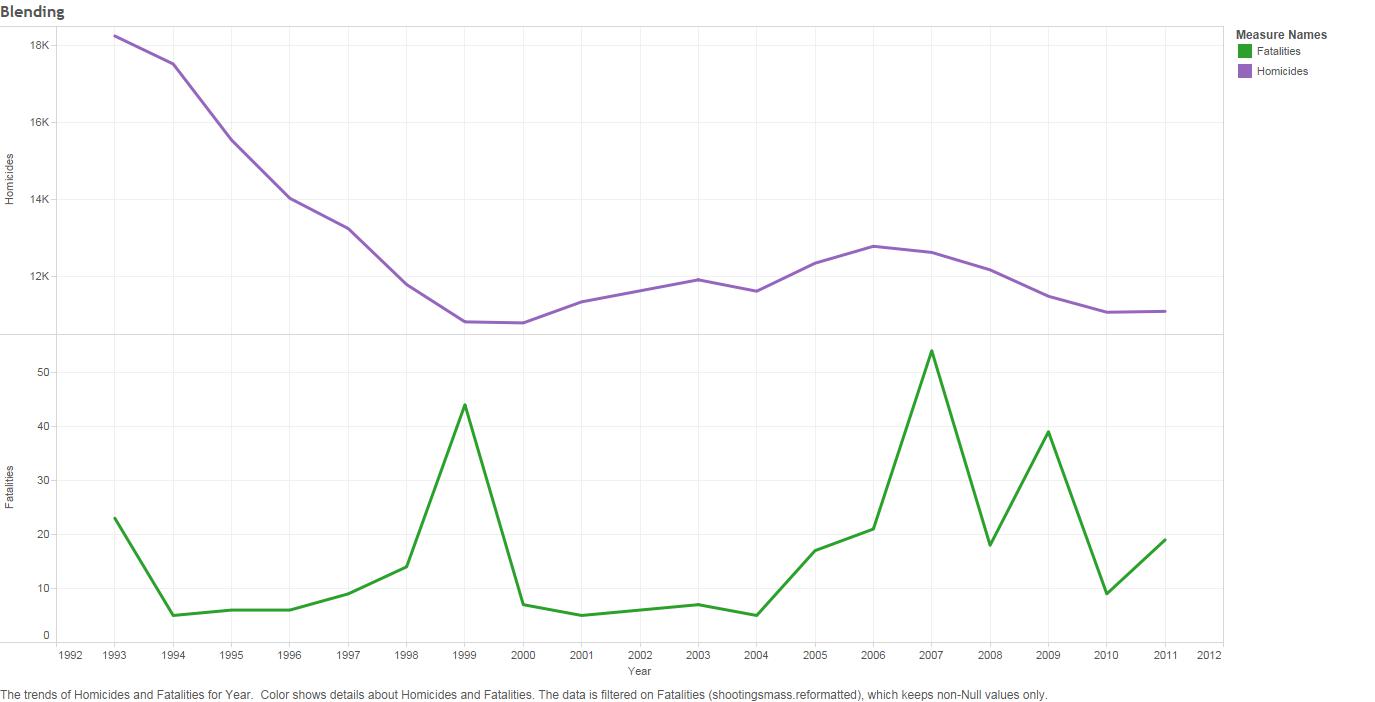 Blending
Measure Names
Fatalities
Homicides
Homicides
18K
16K
14K
12K
Fatalities
50
40
30
20
10
0
1992 1993 1994 1995 1996 1997 1998 1999 2000 2001 2002 2003 2004 2005 2006 2007 2008 2009 2010 2011 2012
Year
The trends of Homicides and Fatalities for Year.  Color shows details about Homicides and Fatalities. The data is filtered on Fatalities (shootingsmass.reformatted), which keeps non-Null values only.